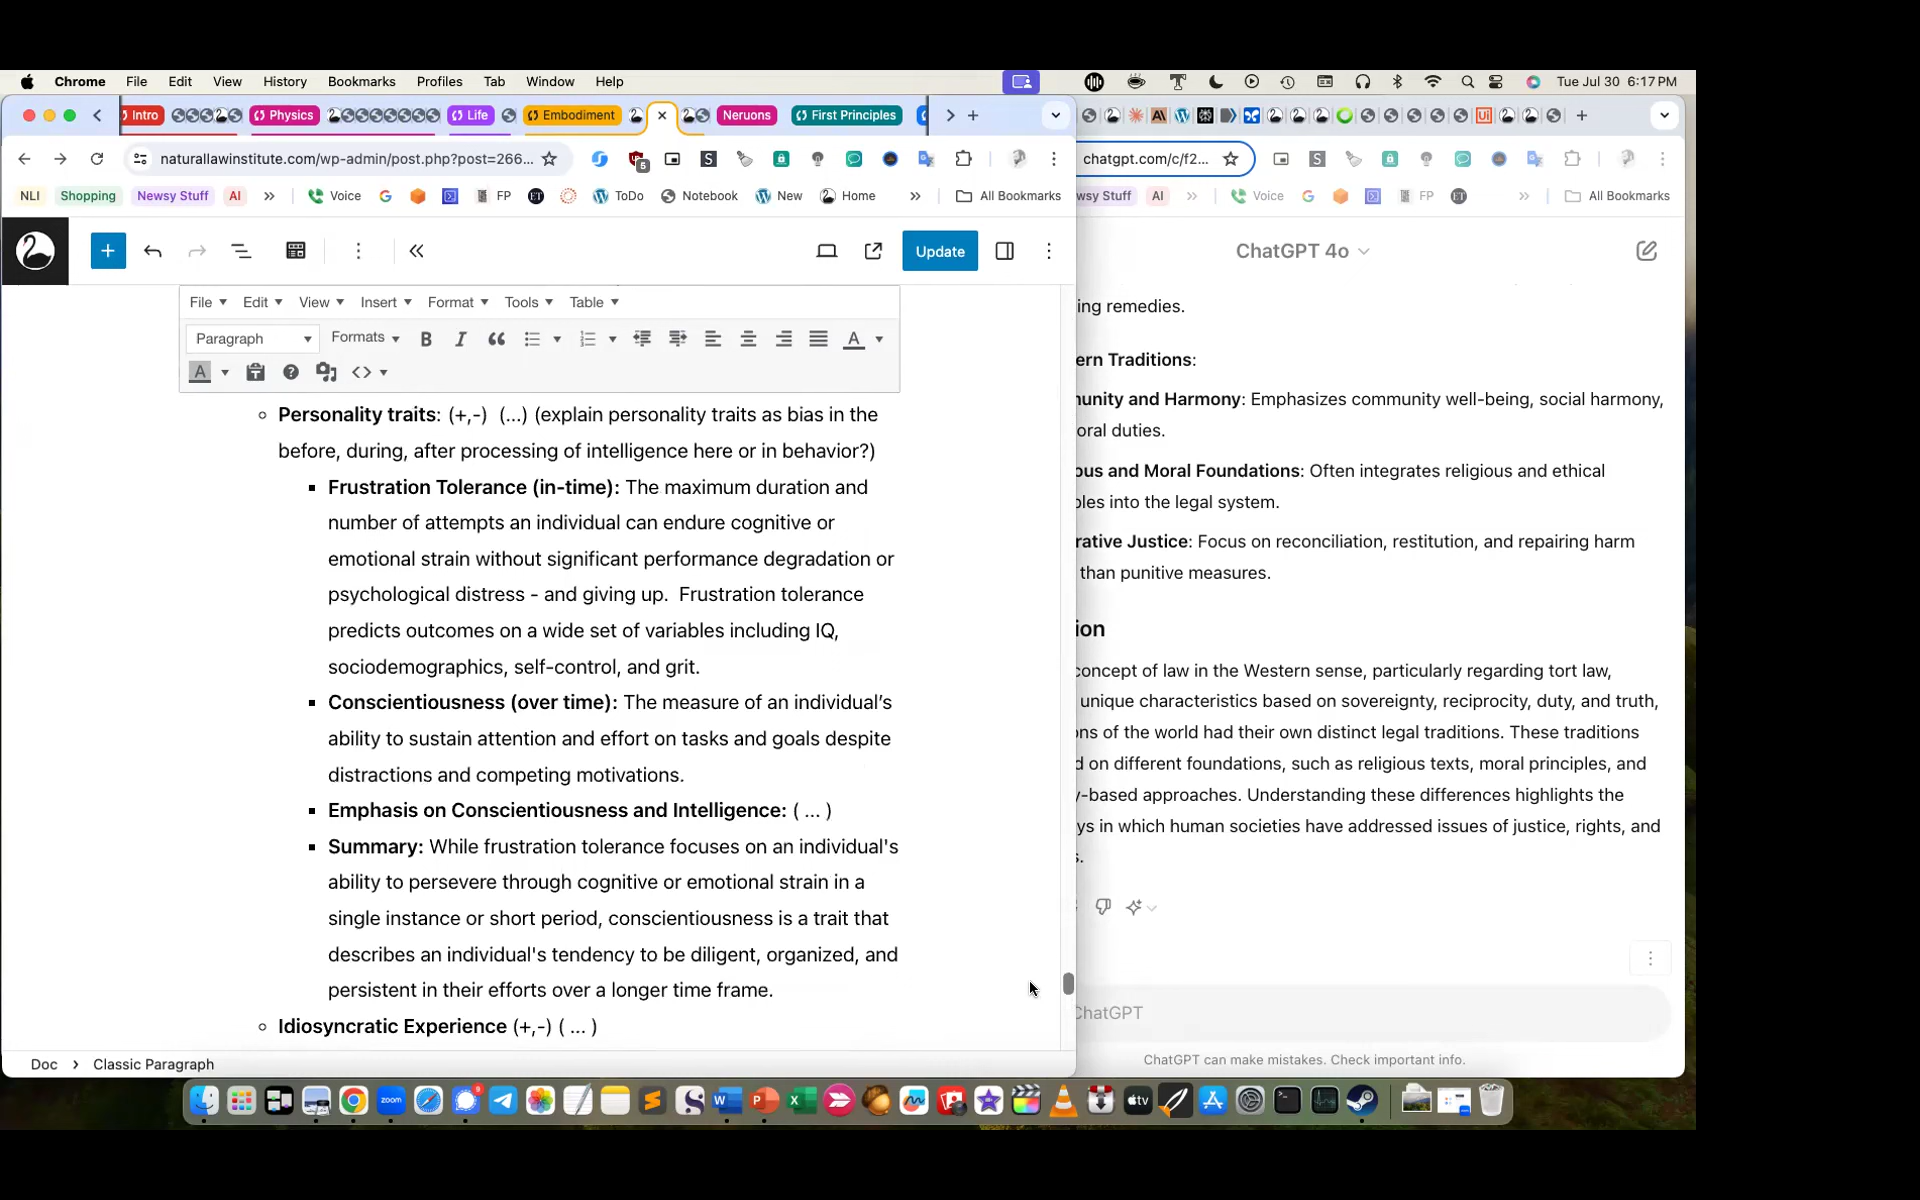 Chrome File Edit View History Bookmarks Profiles Tab Window Help
Tue Jul 30 6:17 PM
Intro Physics Life Embodiment Neruons First Principles
naturallawinstitute.com/wp-admin/post.php?post=266...
chatgpt.com/c/f2...
NLI Shopping Newsy Stuff AI Voice G FP ET ToDo Notebook New Home All Bookmarks
wsy Stuff AI Voice G FP ET All Bookmarks
Update
ChatGPT 4o
File Edit View Insert Format Tools Table
Paragraph Formats B I A
A
Personality traits: (+,-) (...) (explain personality traits as bias in the
before, during, after processing of intelligence here or in behavior?)
Frustration Tolerance (in-time): The maximum duration and
number of attempts an individual can endure cognitive or
emotional strain without significant performance degradation or
psychological distress - and giving up. Frustration tolerance
predicts outcomes on a wide set of variables including IQ,
sociodemographics, self-control, and grit.
Conscientiousness (over time): The measure of an individual’s
ability to sustain attention and effort on tasks and goals despite
distractions and competing motivations.
Emphasis on Conscientiousness and Intelligence: ( ... )
Summary: While frustration tolerance focuses on an individual's
ability to persevere through cognitive or emotional strain in a
single instance or short period, conscientiousness is a trait that
describes an individual's tendency to be diligent, organized, and
persistent in their efforts over a longer time frame.
Idiosyncratic Experience (+,-) ( ... )
Doc › Classic Paragraph
ing remedies.
ern Traditions:
unity and Harmony: Emphasizes community well-being, social harmony,
oral duties.
ous and Moral Foundations: Often integrates religious and ethical
ples into the legal system.
rative Justice: Focus on reconciliation, restitution, and repairing harm
than punitive measures.
ion
concept of law in the Western sense, particularly regarding tort law,
unique characteristics based on sovereignty, reciprocity, duty, and truth,
ons of the world had their own distinct legal traditions. These traditions
d on different foundations, such as religious texts, moral principles, and
y-based approaches. Understanding these differences highlights the
ys in which human societies have addressed issues of justice, rights, and
s.
ChatGPT
ChatGPT can make mistakes. Check important info.
zoom
tv